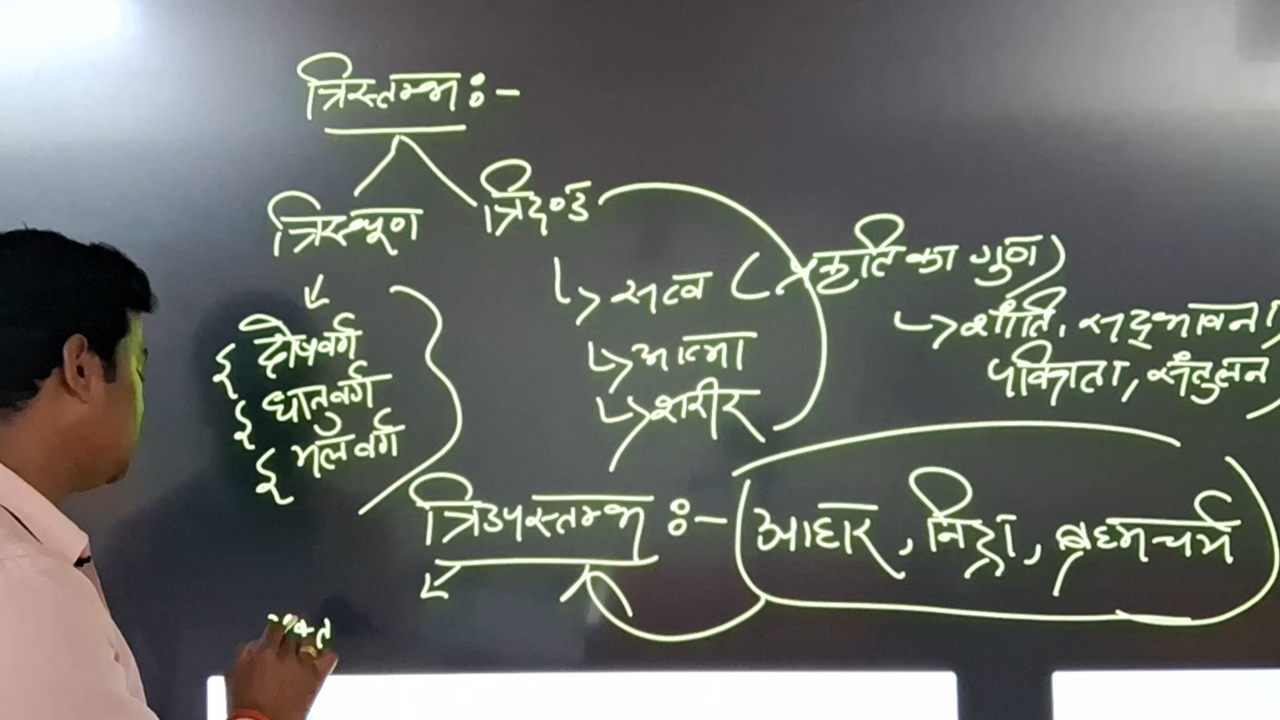 त्रिस्तम्भ :-
त्रिस्थूण त्रिदण्ड
दोषवर्ग
धातुवर्ग
मलवर्ग
सत्व (प्रकृति का गुण)
शांति, सद्भावना,
पवित्रता, संतुलन
आत्मा
शरीर
त्रिउपस्तम्भ :- आहार, निद्रा, ब्रह्मचर्य